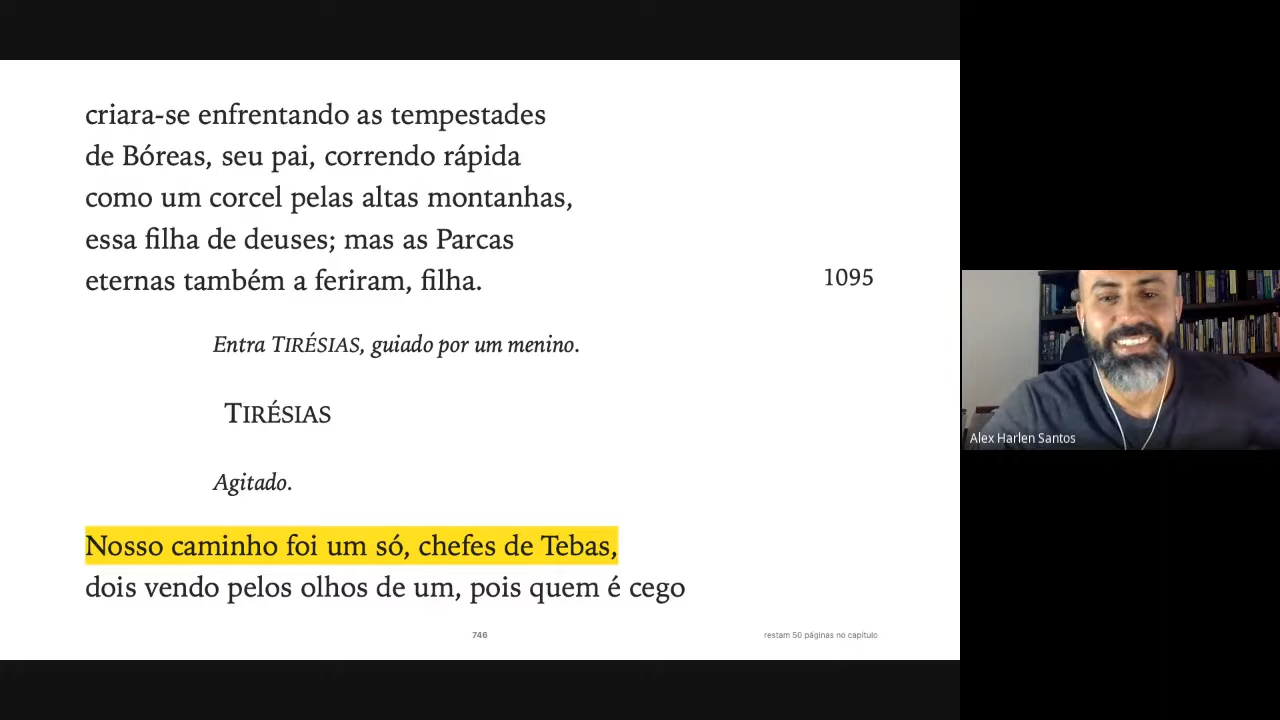 criara-se enfrentando as tempestades
de Bóreas, seu pai, correndo rápida
como um corcel pelas altas montanhas,
essa filha de deuses; mas as Parcas
eternas também a feriram, filha.
1095
Entra TIRÉSIAS, guiado por um menino.
TIRÉSIAS
Agitado.
Nosso caminho foi um só, chefes de Tebas,
dois vendo pelos olhos de um, pois quem é cego
746
restam 50 páginas no capítulo
Alex Harlen Santos